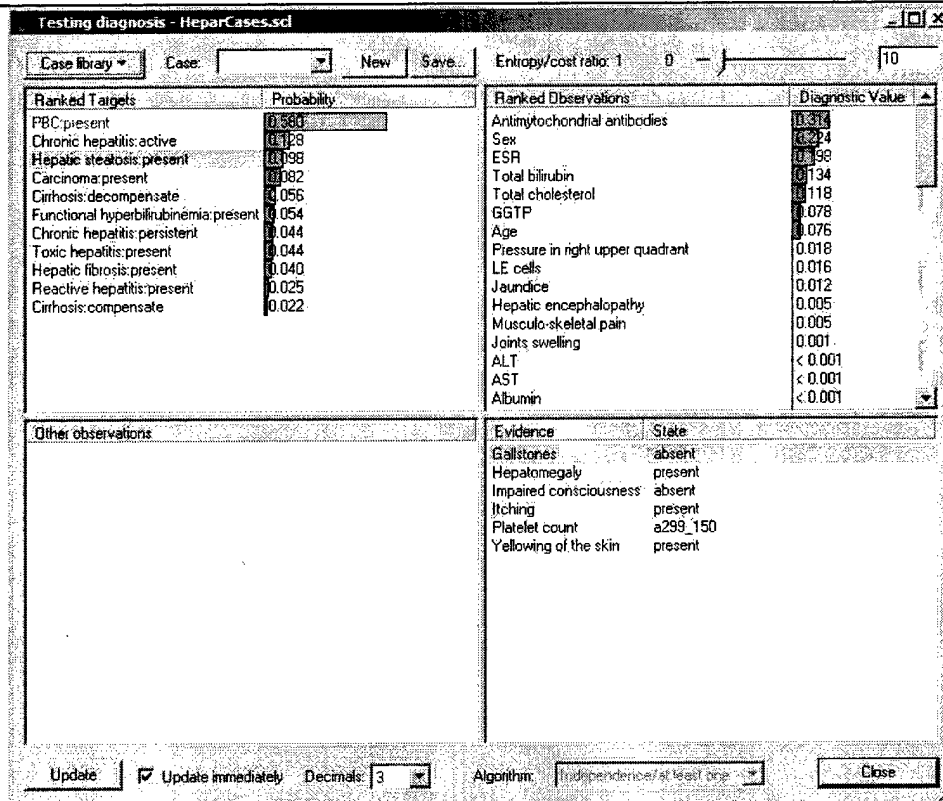 Testing diagnosis - HeparCases.scl
Case library Case: New Save... Entropy/cost ratio: 1 0 10
Ranked Targets Probability
PBC:present 0.580
Chronic hepatitis:active 0.128
Hepatic steatosis:present 0.098
Carcinoma:present 0.082
Cirrhosis:decompensate 0.056
Functional hyperbilirubinemia:present 0.054
Chronic hepatitis:persistent 0.044
Toxic hepatitis:present 0.044
Hepatic fibrosis:present 0.040
Reactive hepatitis:present 0.025
Cirrhosis:compensate 0.022
Ranked Observations Diagnostic Value
Antimytochondrial antibodies 0.314
Sex 0.224
ESR 0.198
Total bilirubin 0.134
Total cholesterol 0.118
GGTP 0.078
Age 0.076
Pressure in right upper quadrant 0.018
LE cells 0.016
Jaundice 0.012
Hepatic encephalopathy 0.005
Musculo-skeletal pain 0.005
Joints swelling 0.001
ALT < 0.001
AST < 0.001
Albumin < 0.001
Other observations
Evidence State
Gallstones absent
Hepatomegaly present
Impaired consciousness absent
Itching present
Platelet count a299_150
Yellowing of the skin present
Update Update immediately Decimals: 3 Algorithm: Independence/at least one Close